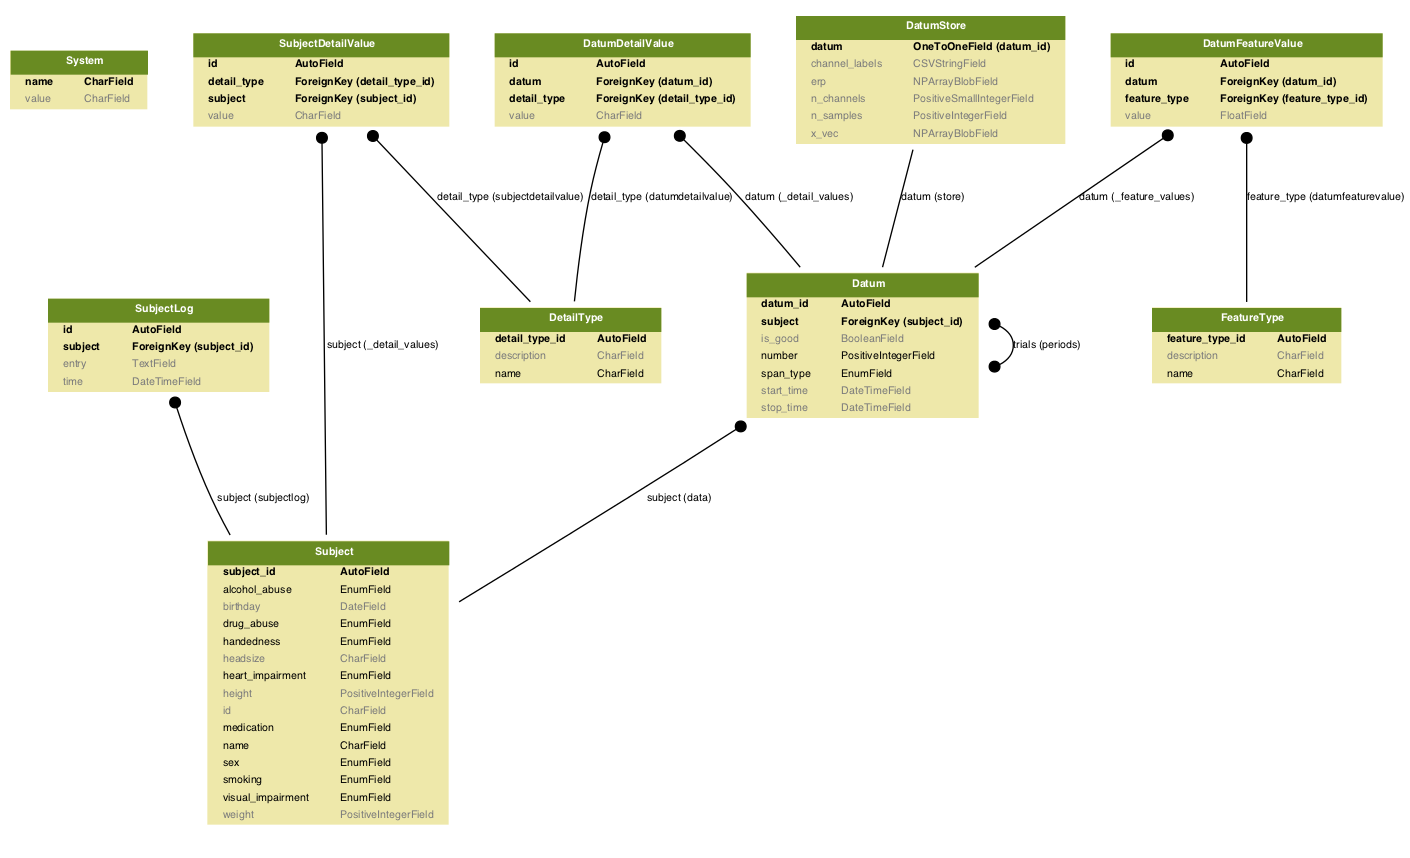 System
name CharField
value CharField
SubjectDetailValue
id AutoField
detail_type ForeignKey (detail_type_id)
subject ForeignKey (subject_id)
value CharField
DatumDetailValue
id AutoField
datum ForeignKey (datum_id)
detail_type ForeignKey (detail_type_id)
value CharField
DatumStore
datum OneToOneField (datum_id)
channel_labels CSVStringField
erp NPArrayBlobField
n_channels PositiveSmallIntegerField
n_samples PositiveIntegerField
x_vec NPArrayBlobField
DatumFeatureValue
id AutoField
datum ForeignKey (datum_id)
feature_type ForeignKey (feature_type_id)
value FloatField
detail_type (subjectdetailvalue)
detail_type (datumdetailvalue)
datum (_detail_values)
datum (store)
datum (_feature_values)
feature_type (datumfeaturevalue)
SubjectLog
id AutoField
subject ForeignKey (subject_id)
entry TextField
time DateTimeField
subject (_detail_values)
DetailType
detail_type_id AutoField
description CharField
name CharField
Datum
datum_id AutoField
subject ForeignKey (subject_id)
is_good BooleanField
number PositiveIntegerField
span_type EnumField
start_time DateTimeField
stop_time DateTimeField
trials (periods)
FeatureType
feature_type_id AutoField
description CharField
name CharField
subject (subjectlog)
subject (data)
Subject
subject_id AutoField
alcohol_abuse EnumField
birthday DateField
drug_abuse EnumField
handedness EnumField
headsize CharField
heart_impairment EnumField
height PositiveIntegerField
id CharField
medication EnumField
name CharField
sex EnumField
smoking EnumField
visual_impairment EnumField
weight PositiveIntegerField